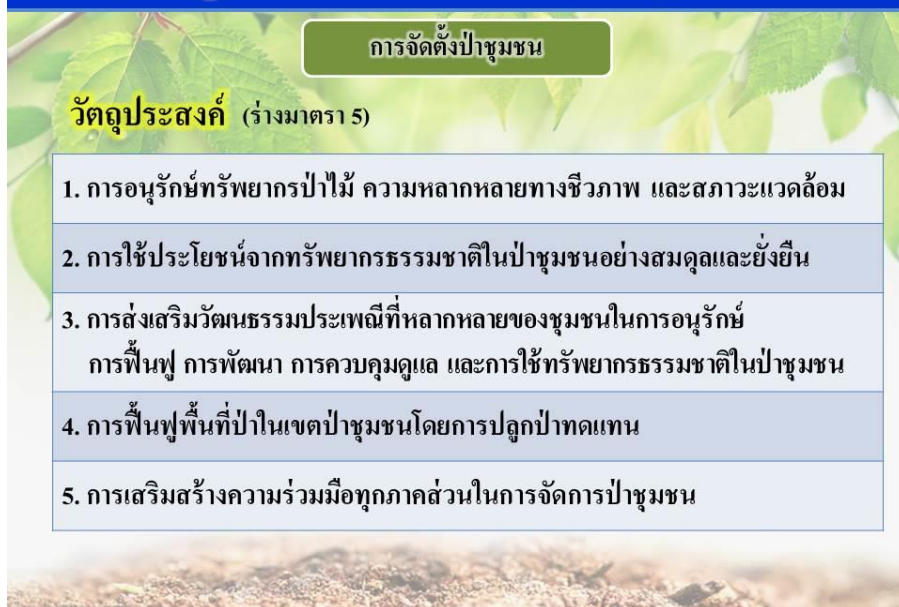 การจัดตั้งป่าชุมชน
วัตถุประสงค์ (ร่างมาตรา 5)
1. การอนุรักษ์ทรัพยากรป่าไม้ ความหลากหลายทางชีวภาพ และสภาวะแวดล้อม
2. การใช้ประโยชน์จากทรัพยากรธรรมชาติในป่าชุมชนอย่างสมดุลและยั่งยืน
3. การส่งเสริมวัฒนธรรมประเพณีที่หลากหลายของชุมชนในการอนุรักษ์
การฟื้นฟู การพัฒนา การควบคุมดูแล และการใช้ทรัพยากรธรรมชาติในป่าชุมชน
4. การฟื้นฟูพื้นที่ป่าในเขตป่าชุมชนโดยการปลูกป่าทดแทน
5. การเสริมสร้างความร่วมมือทุกภาคส่วนในการจัดการป่าชุมชน